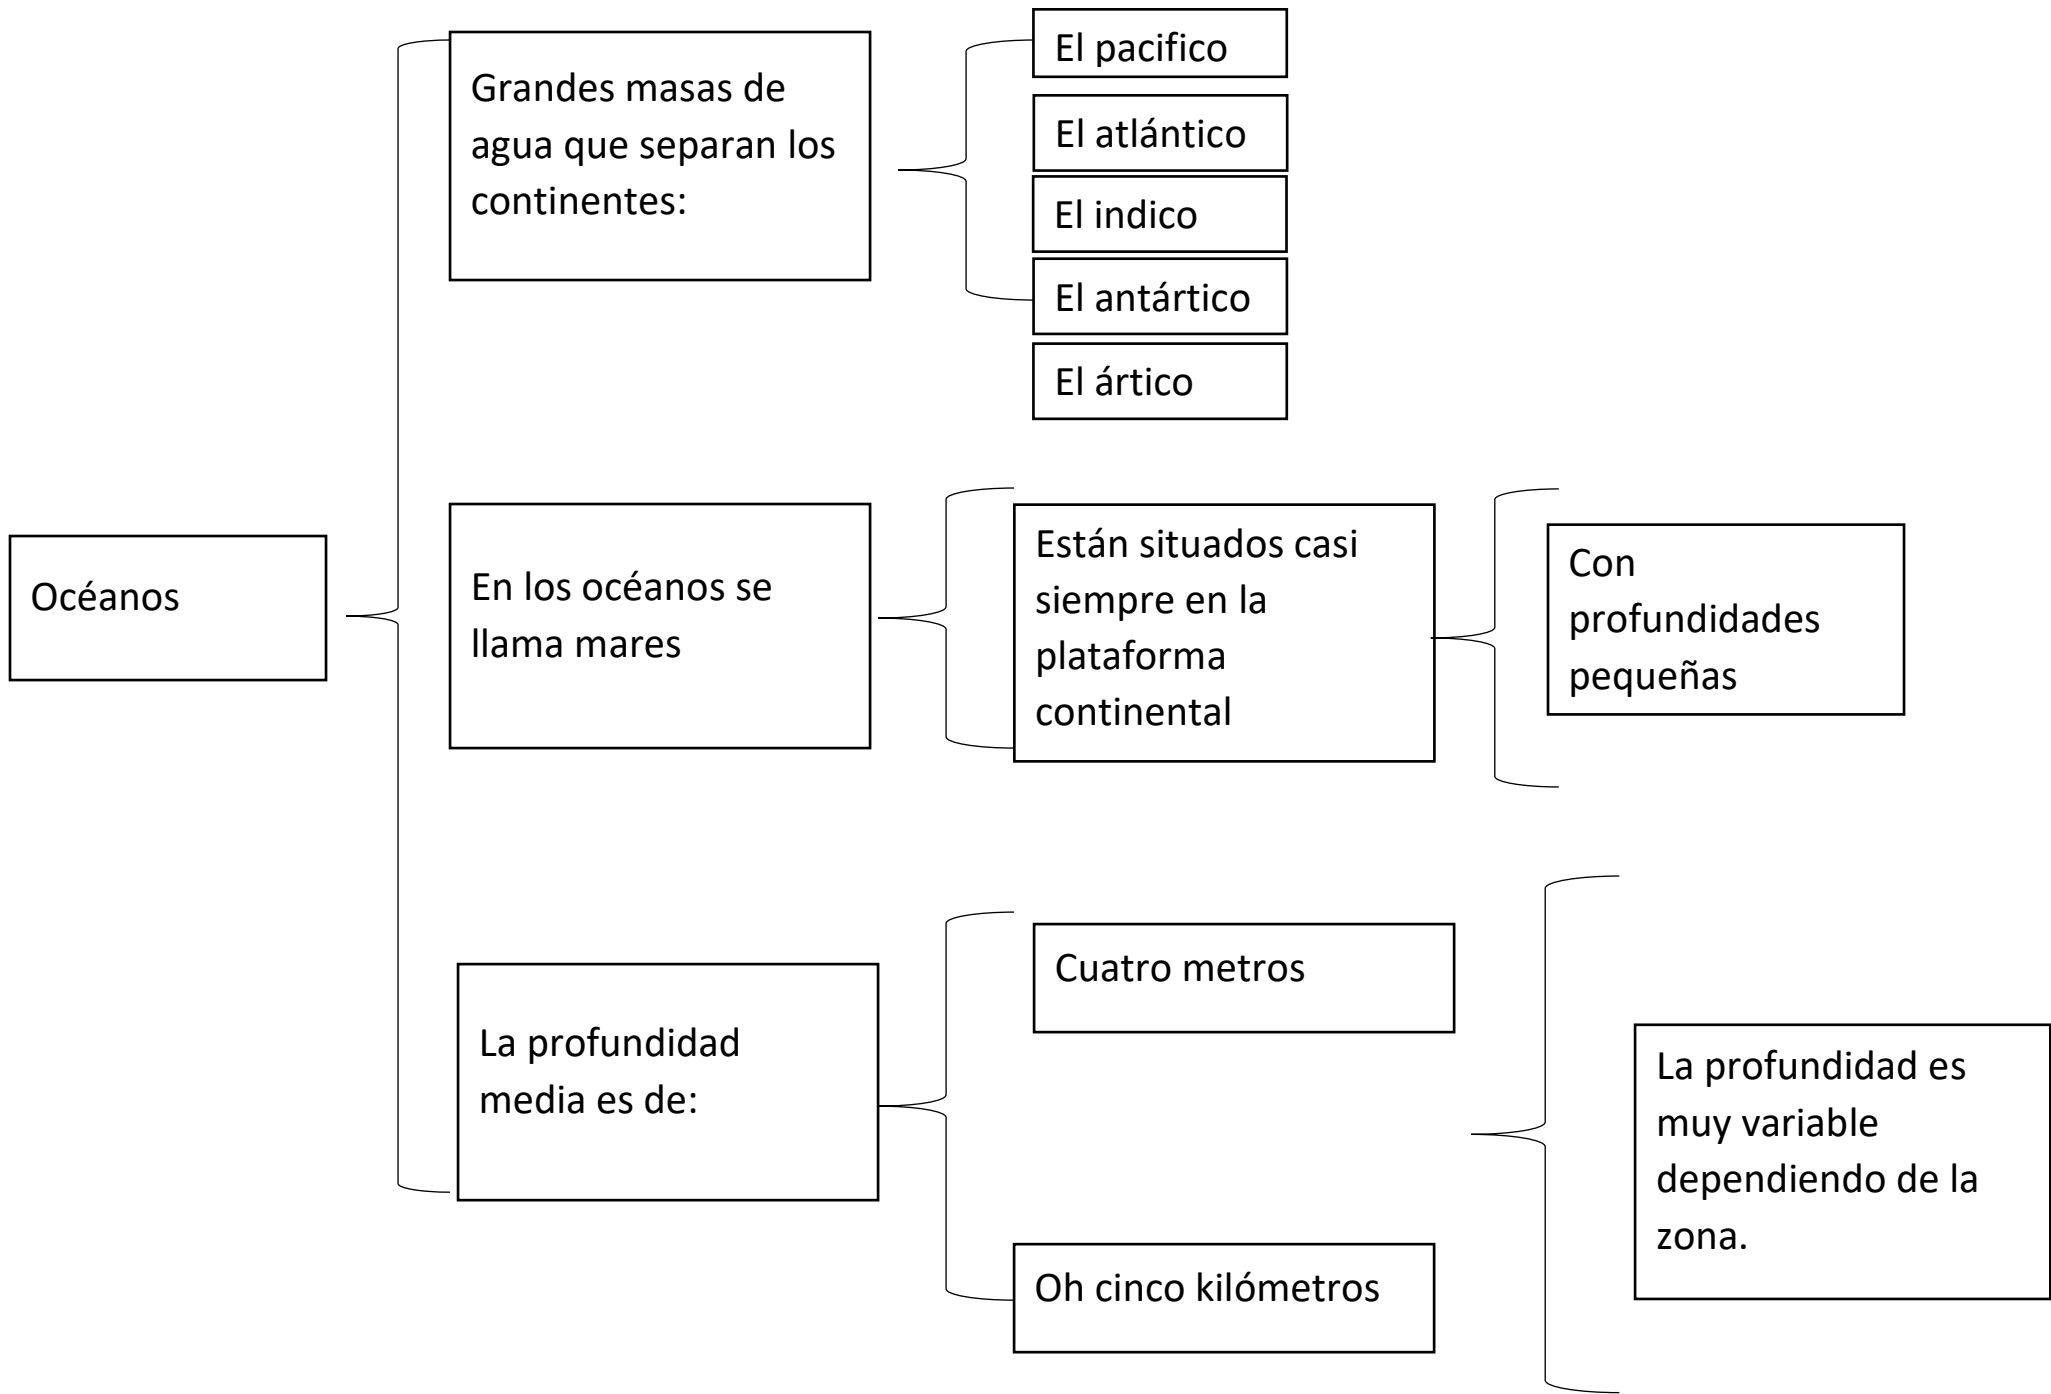 Océanos
Grandes masas de
agua que separan los
continentes:
El pacifico
El atlántico
El indico
El antártico
El ártico
En los océanos se
llama mares
Están situados casi
siempre en la
plataforma
continental
Con
profundidades
pequeñas
La profundidad
media es de:
Cuatro metros
Oh cinco kilómetros
La profundidad es
muy variable
dependiendo de la
zona.